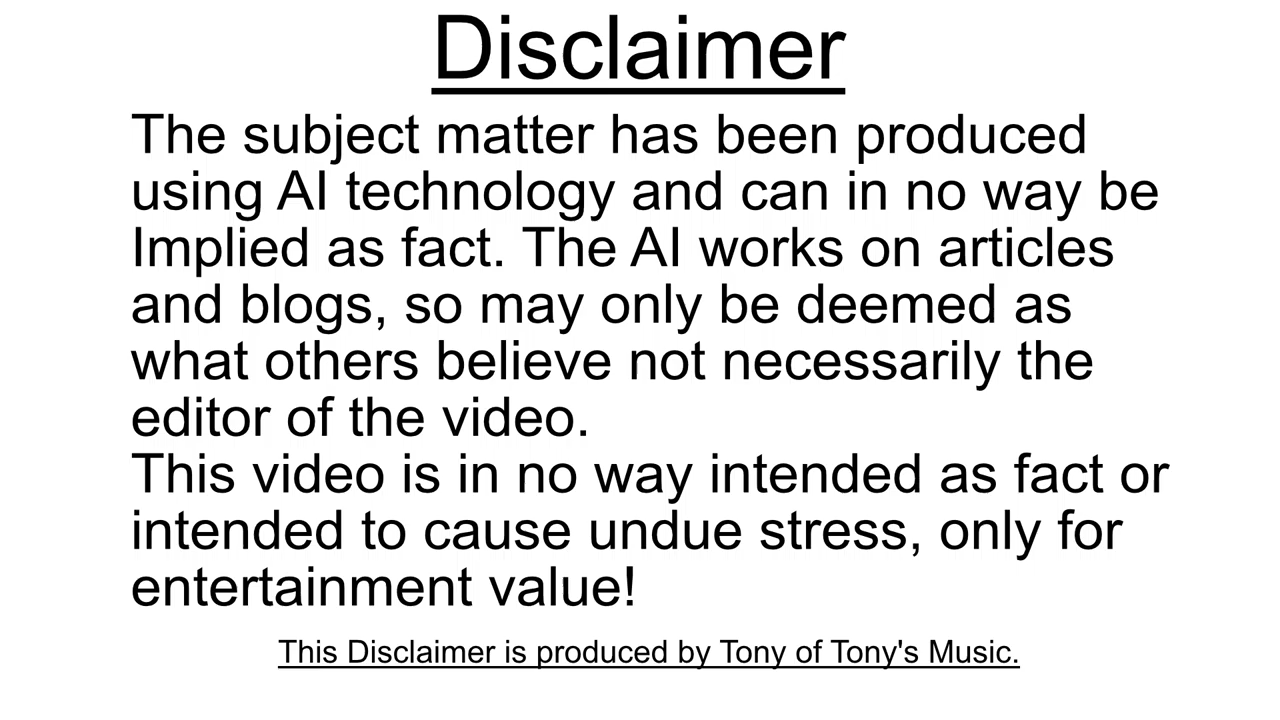 Disclaimer
The subject matter has been produced
using AI technology and can in no way be
Implied as fact. The AI works on articles
and blogs, so may only be deemed as
what others believe not necessarily the
editor of the video.
This video is in no way intended as fact or
intended to cause undue stress, only for
entertainment value!
This Disclaimer is produced by Tony of Tony's Music.